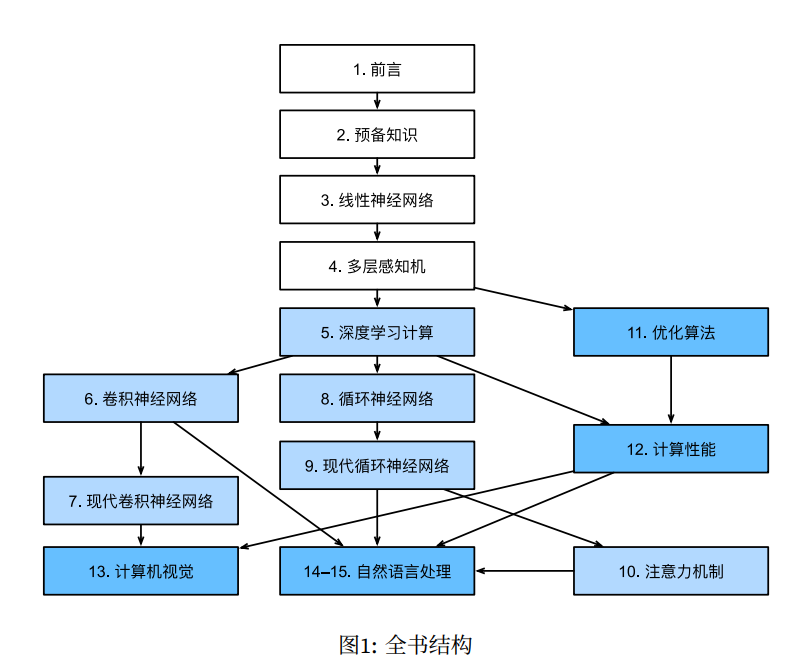 1. 前言
2. 预备知识
3. 线性神经网络
4. 多层感知机
5. 深度学习计算
11. 优化算法
6. 卷积神经网络
8. 循环神经网络
12. 计算性能
9. 现代循环神经网络
7. 现代卷积神经网络
13. 计算机视觉
14–15. 自然语言处理
10. 注意力机制
图1: 全书结构